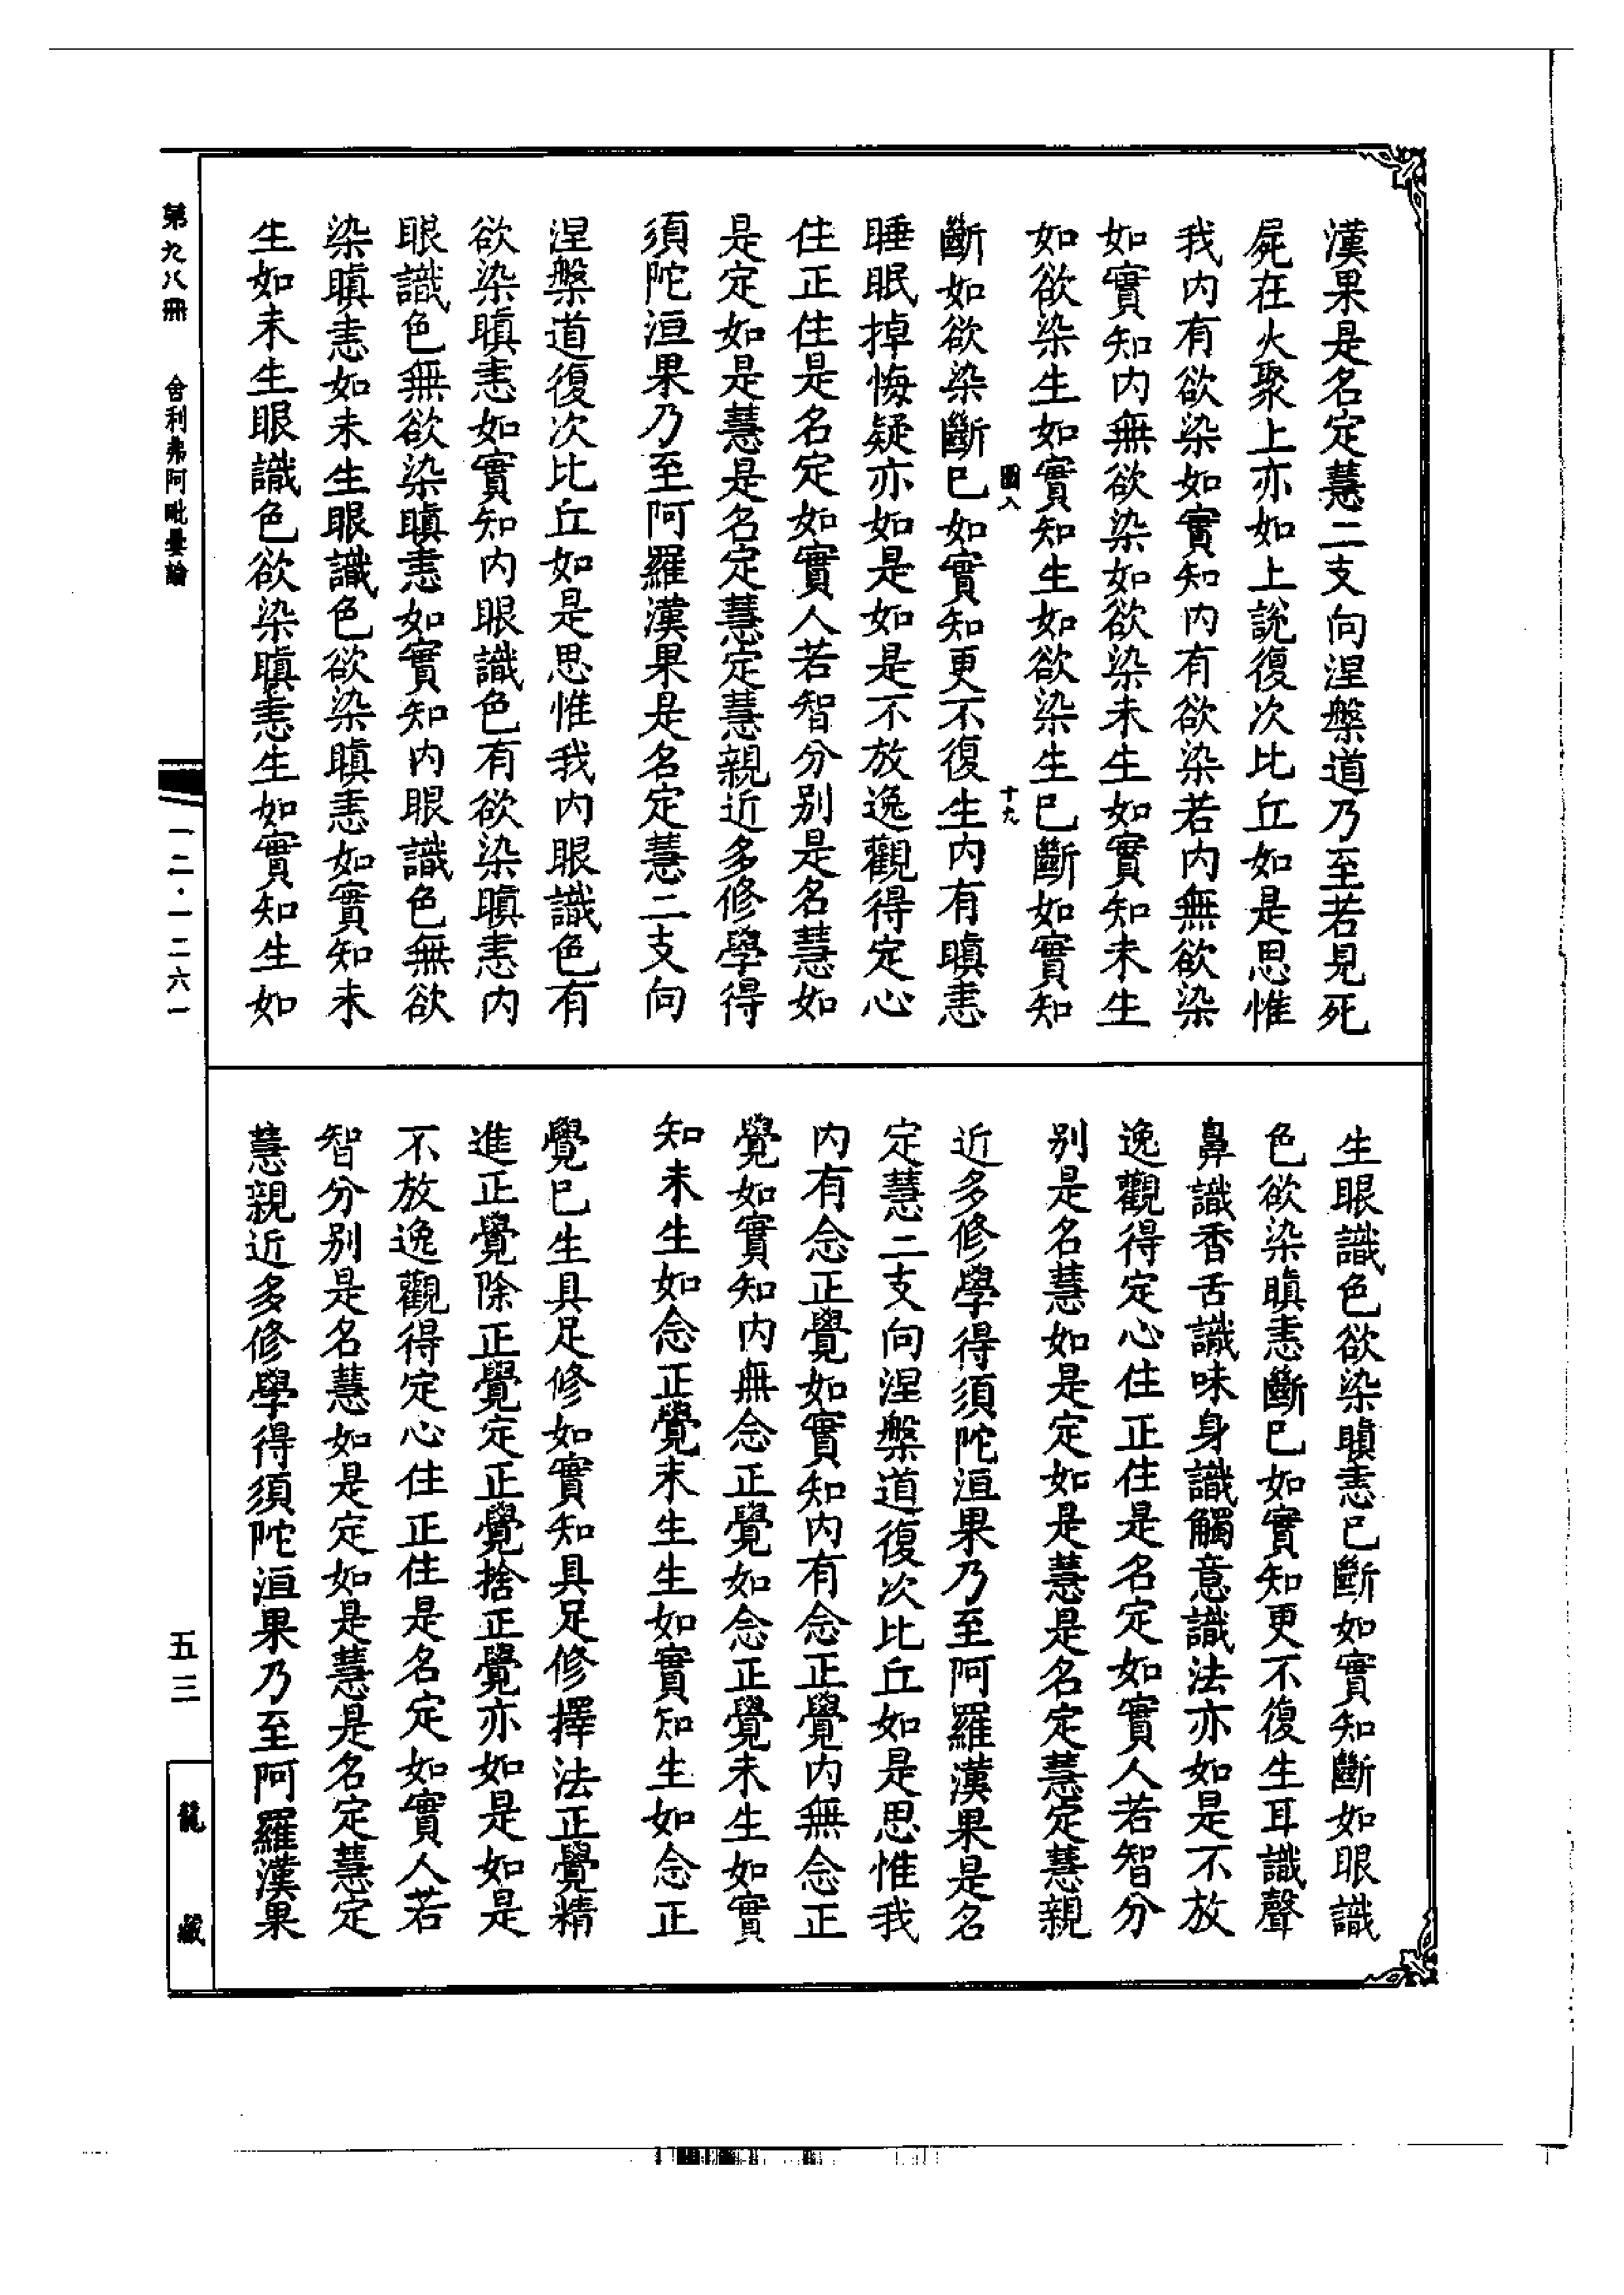 漢果是名定慧二支向涅槃道乃至若見死
屍在火聚上亦如上說復次比丘如是思惟
我內有欲染如實知內有欲染若內無欲染
如實知內無欲染如欲染未生如實知未生
如欲染生如實知生如欲染生已斷如實知
圖入 十九
斷如欲染斷已如實知更不復生內有瞋恚
睡眠掉悔疑亦如是如是不放逸觀得定心
住正住是名定如實人若智分別是名慧如
是定如是慧是名定慧定慧親近多修學得
須陀洹果乃至阿羅漢果是名定慧二支向
涅槃道復次比丘如是思惟我內眼識色有
欲染瞋恚如實知內眼識色有欲染瞋恚內
眼識色無欲染瞋恚如實知內眼識色無欲
染瞋恚如未生眼識色欲染瞋恚如實知未
生如未生眼識色欲染瞋恚生如實知生如
生眼識色欲染瞋恚已斷如實知斷如眼識
色欲染瞋恚斷已如實知更不復生耳識聲
鼻識香舌識味身識觸意識法亦如是不放
逸觀得定心住正住是名定如實人若智分
別是名慧如是定如是慧是名定慧定慧親
近多修學得須陀洹果乃至阿羅漢果是名
定慧二支向涅槃道復次比丘如是思惟我
內有念正覺如實知內有念正覺內無念正
覺如實知內無念正覺如念正覺未生如實
知未生如念正覺未生生如實知生如念正
覺已生具足修如實知具足修擇法正覺精
進正覺除正覺定正覺捨正覺亦如是如是
不放逸觀得定心住正住是名定如實人若
智分別是名慧如是定如是慧是名定慧定
慧親近多修學得須陀洹果乃至阿羅漢果
第九八冊 舍利弗阿毗曇論
一二·一二六一
五三
龍藏